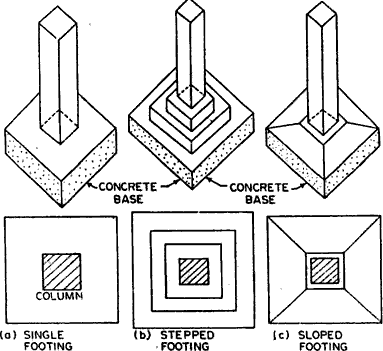 CONCRETE
BASE
CONCRETE
BASE
COLUMN
(a) SINGLE
FOOTING
(b) STEPPED
FOOTING
(c) SLOPED
FOOTING